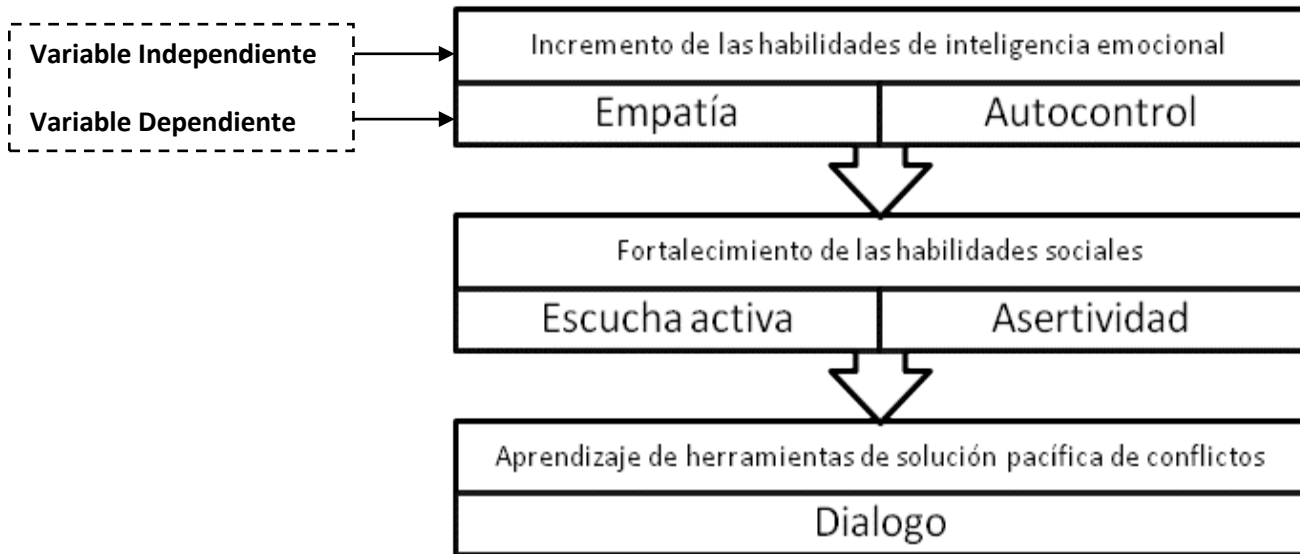 Variable Independiente
Variable Dependiente
Incremento de las habilidades de inteligencia emocional
Empatía
Autocontrol
Fortalecimiento de las habilidades sociales
Escucha activa
Asertividad
Aprendizaje de herramientas de solución pacífica de conflictos
Dialogo